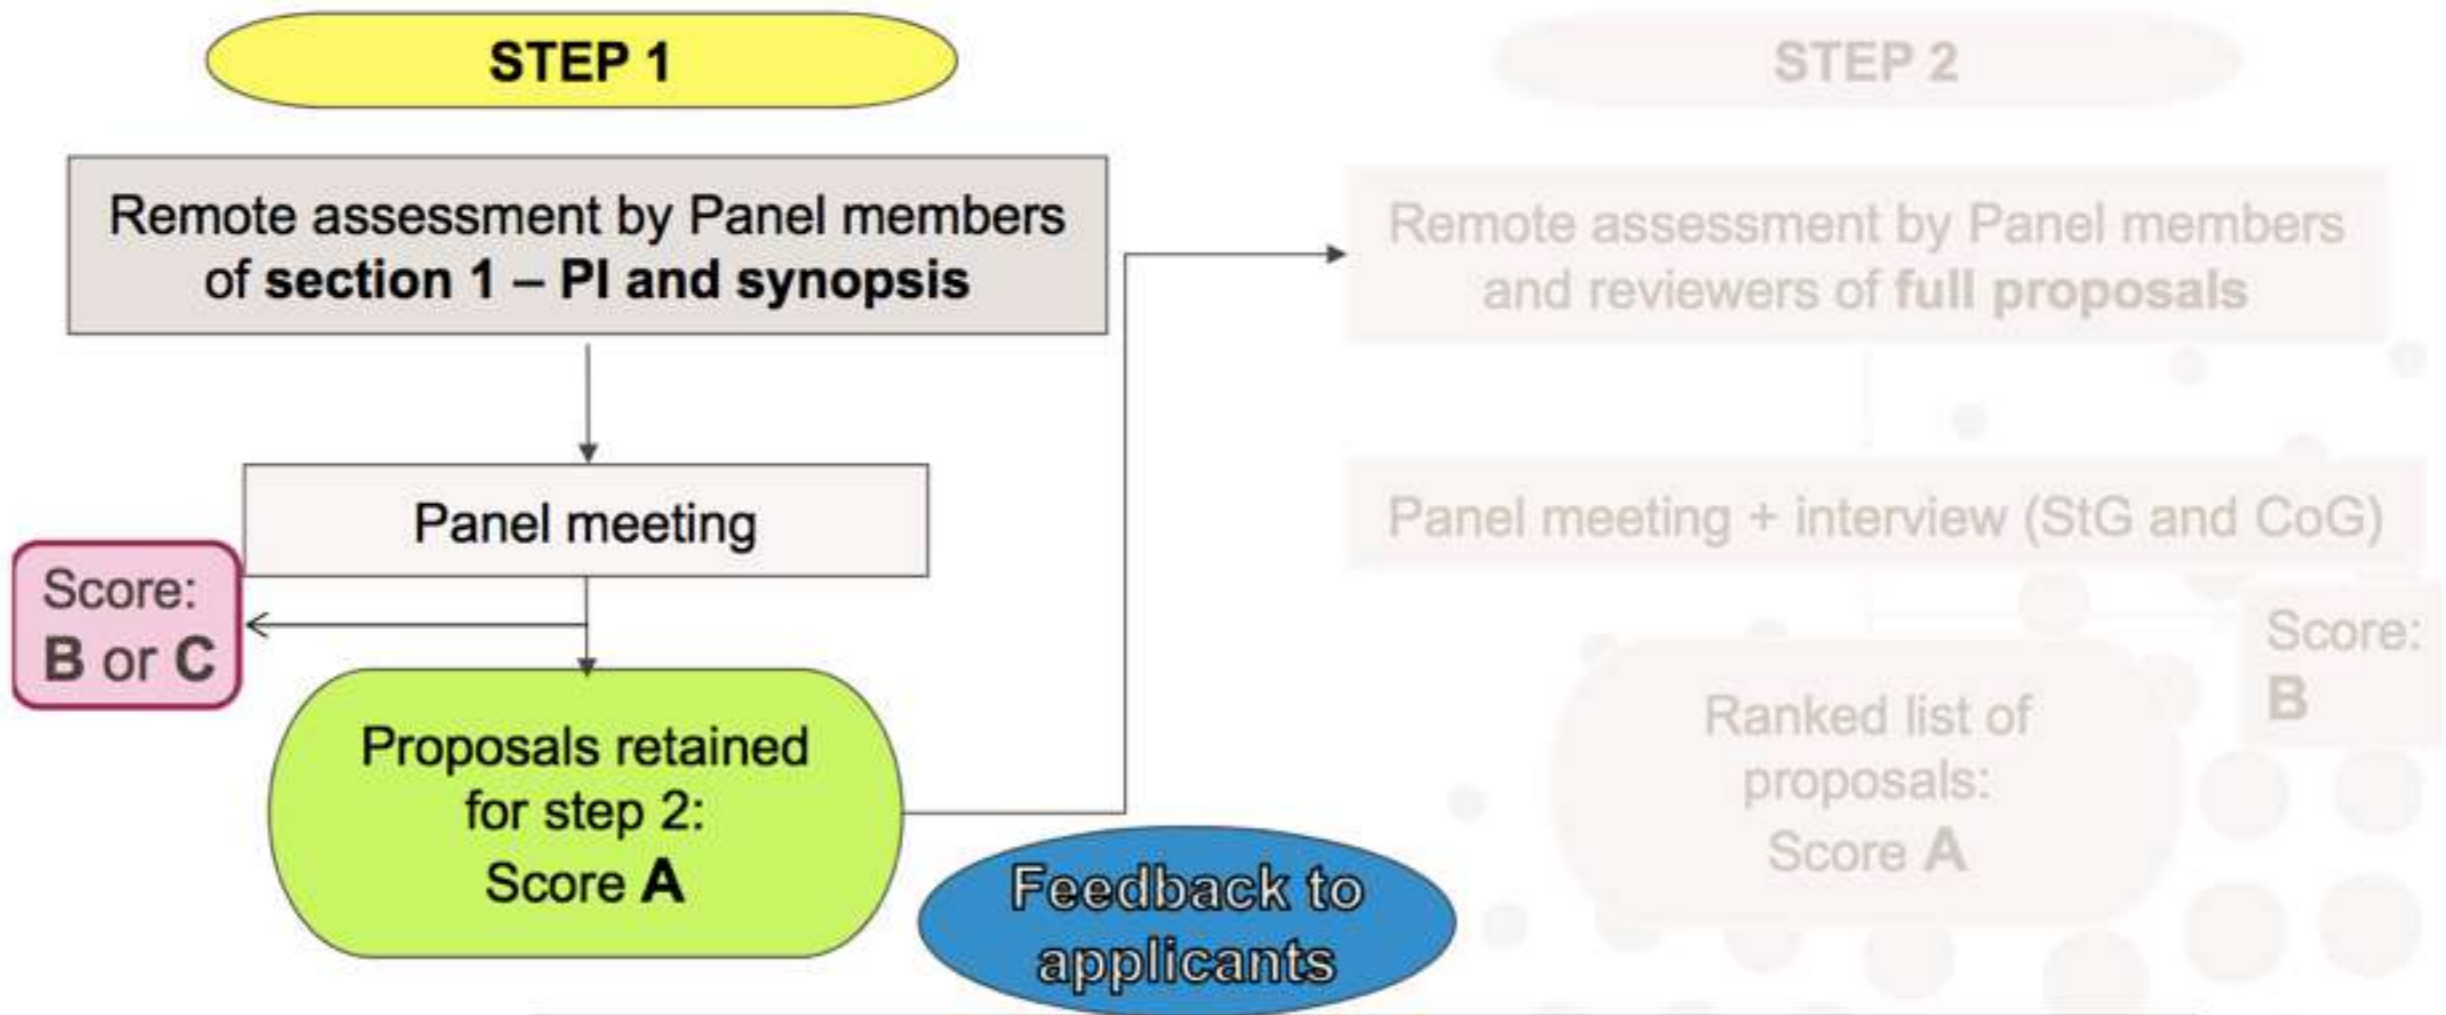 STEP 1
Remote assessment by Panel members
of section 1 – PI and synopsis
Panel meeting
Score:
B or C
Proposals retained
for step 2:
Score A
Feedback to
applicants
STEP 2
Remote assessment by Panel members
and reviewers of full proposals
Panel meeting + interview (StG and CoG)
Score:
B
Ranked list of
proposals:
Score A